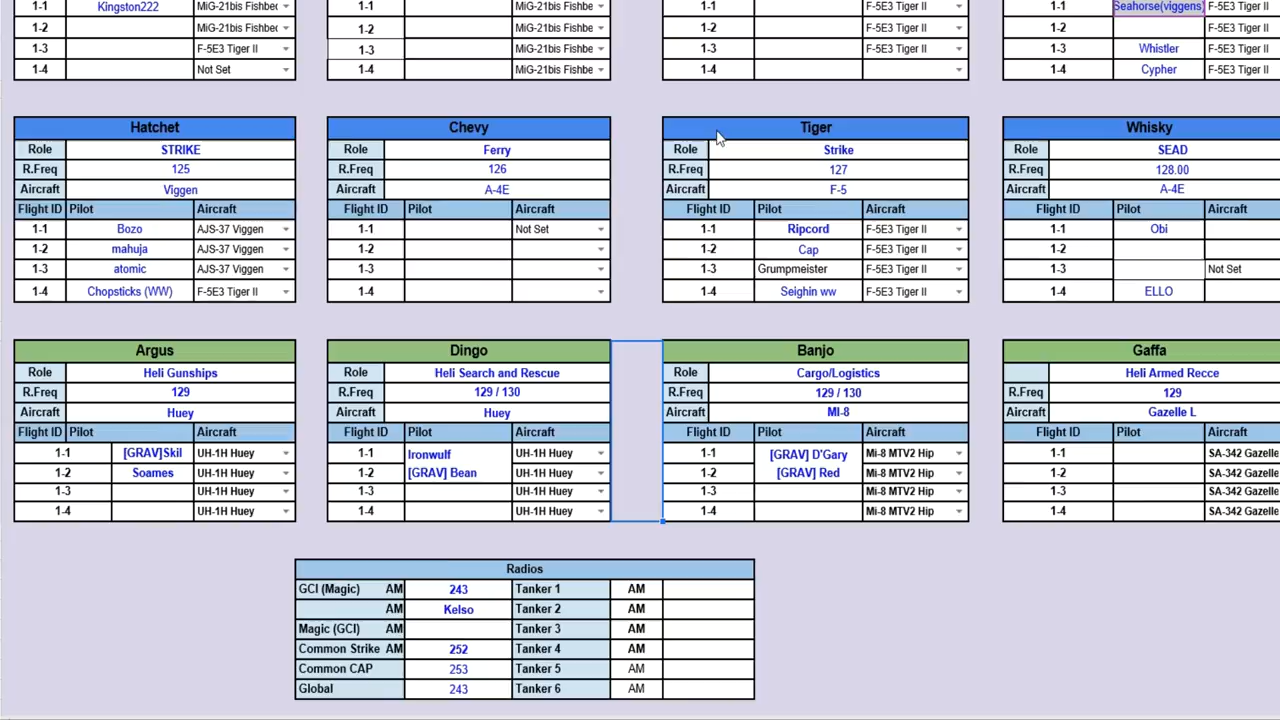 1-1 Kingston222 MiG-21bis Fishbec 1-1 MiG-21bis Fishbe 1-1 F-5E3 Tiger II 1-1 Seahorse(viggens) F-5E3 Tiger II
1-2 MiG-21bis Fishbec 1-2 MiG-21bis Fishbe 1-2 F-5E3 Tiger II 1-2 F-5E3 Tiger II
1-3 F-5E3 Tiger II 1-3 MiG-21bis Fishbe 1-3 F-5E3 Tiger II 1-3 Whistler F-5E3 Tiger II
1-4 Not Set 1-4 MiG-21bis Fishbe 1-4 1-4 Cypher F-5E3 Tiger II
Hatchet Chevy Tiger Whisky
Role STRIKE Role Ferry Role Strike Role SEAD
R.Freq 125 R.Freq 126 R.Freq 127 R.Freq 128.00
Aircraft Viggen Aircraft A-4E Aircraft F-5 Aircraft A-4E
Flight ID Pilot Aircraft Flight ID Pilot Aircraft Flight ID Pilot Aircraft Flight ID Pilot Aircraft
1-1 Bozo AJS-37 Viggen 1-1 Not Set 1-1 Ripcord F-5E3 Tiger II 1-1 Obi
1-2 mahuja AJS-37 Viggen 1-2 1-2 Cap F-5E3 Tiger II 1-2
1-3 atomic AJS-37 Viggen 1-3 1-3 Grumpmeister F-5E3 Tiger II 1-3 Not Set
1-4 Chopsticks (WW) F-5E3 Tiger II 1-4 1-4 Seighin ww F-5E3 Tiger II 1-4 ELLO
Argus Dingo Banjo Gaffa
Role Heli Gunships Role Heli Search and Rescue Role Cargo/Logistics Heli Armed Recce
R.Freq 129 R.Freq 129 / 130 R.Freq 129 / 130 R.Freq 129
Aircraft Huey Aircraft Huey Aircraft MI-8 Aircraft Gazelle L
Flight ID Pilot Aircraft Flight ID Pilot Aircraft Flight ID Pilot Aircraft Flight ID Pilot Aircraft
1-1 [GRAV]Skil UH-1H Huey 1-1 Ironwulf UH-1H Huey 1-1 [GRAV] D'Gary Mi-8 MTV2 Hip 1-1 SA-342 Gazelle
1-2 Soames UH-1H Huey 1-2 [GRAV] Bean UH-1H Huey 1-2 [GRAV] Red Mi-8 MTV2 Hip 1-2 SA-342 Gazelle
1-3 UH-1H Huey 1-3 UH-1H Huey 1-3 Mi-8 MTV2 Hip 1-3 SA-342 Gazelle
1-4 UH-1H Huey 1-4 UH-1H Huey 1-4 Mi-8 MTV2 Hip 1-4 SA-342 Gazelle
Radios
GCI (Magic) AM 243 Tanker 1 AM
AM Kelso Tanker 2 AM
Magic (GCI) AM Tanker 3 AM
Common Strike AM 252 Tanker 4 AM
Common CAP 253 Tanker 5 AM
Global 243 Tanker 6 AM